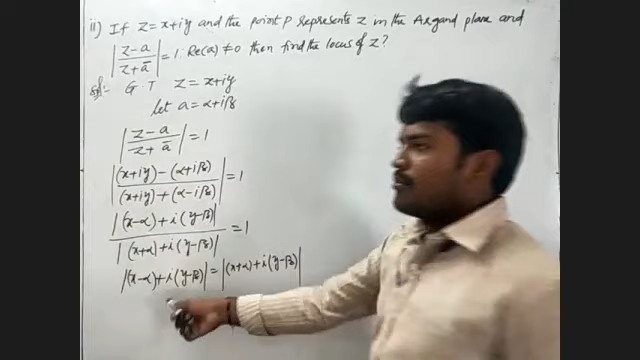 ii) If z = x+iy and the point P represents z in the Argand plane and
|z-a / z+ā| = 1. Re(a) ≠ 0 then find the locus of z?
Sol:- G T z = x+iy
let a = α+iβ
|z-a / z+ā| = 1
|(x+iy) - (α+iβ) / (x+iy) + (α-iβ)| = 1
|(x-α) + i(y-β)| / |(x+α) + i(y-β)| = 1
|(x-α) + i(y-β)| = |(x+α) + i(y-β)|